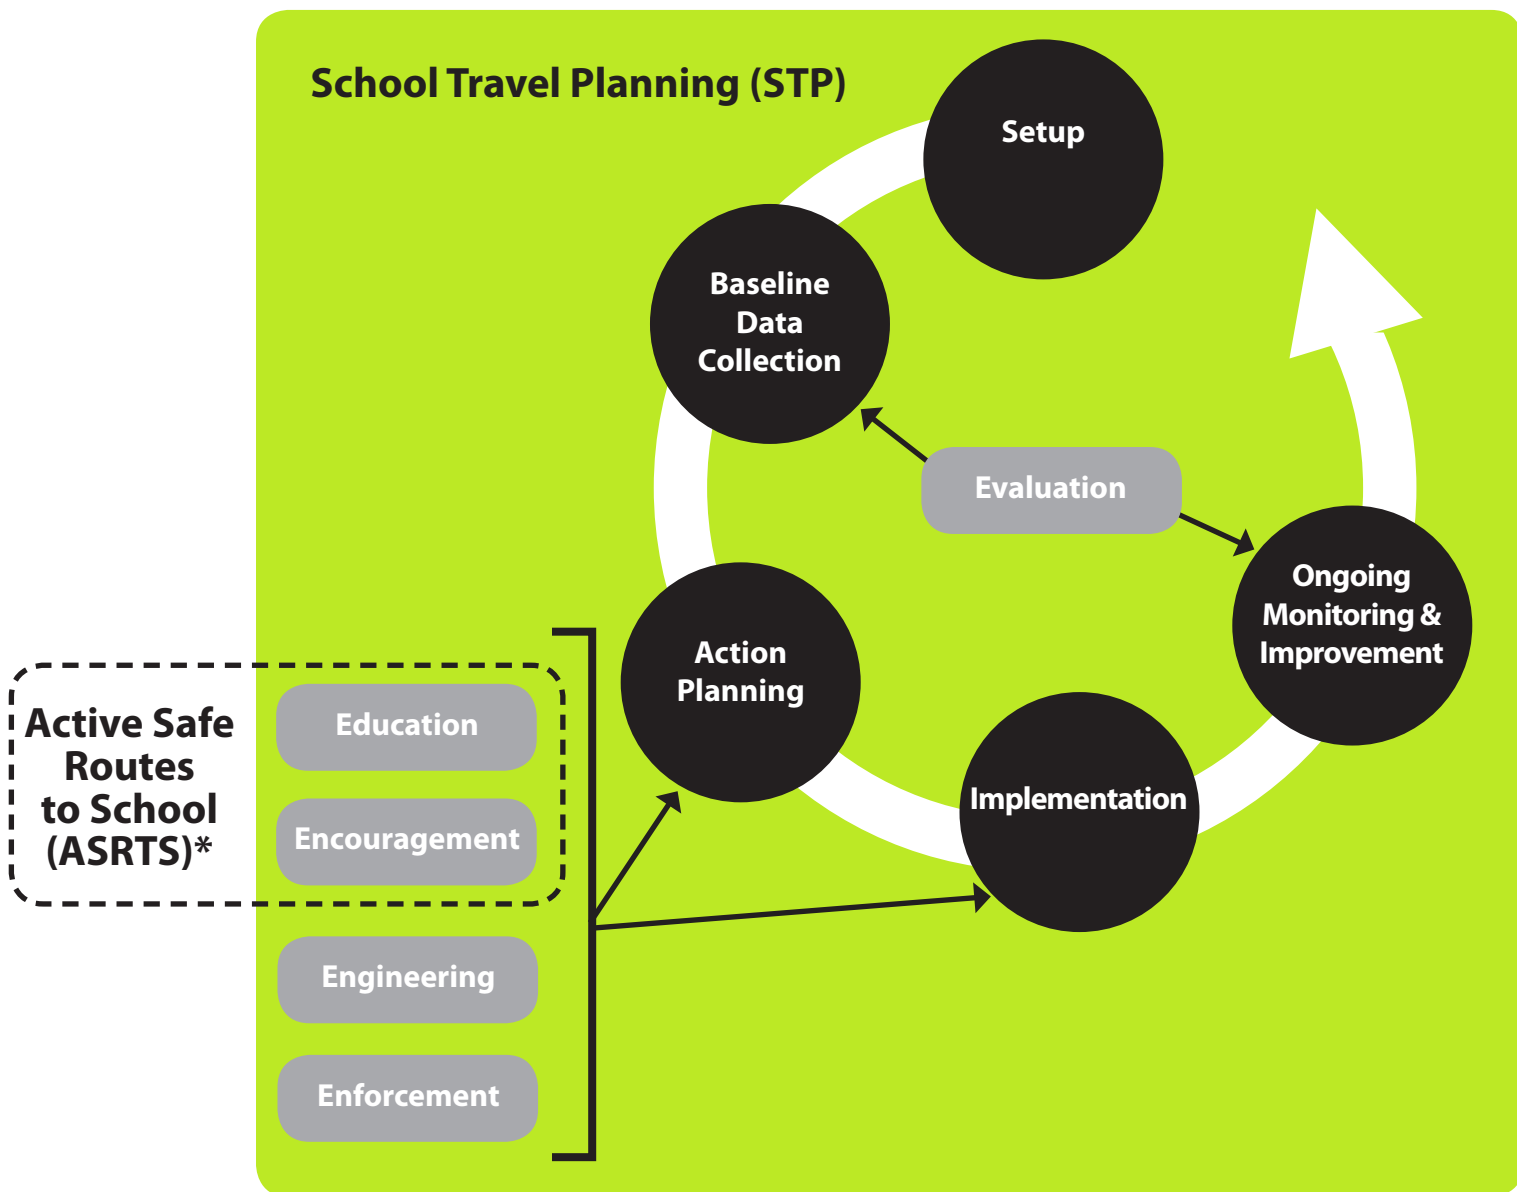 School Travel Planning (STP)
Setup
Baseline
Data
Collection
Evaluation
Ongoing
Monitoring &
Improvement
Action
Planning
Implementation
Active Safe
Routes
to School
(ASRTS)*
Education
Encouragement
Engineering
Enforcement